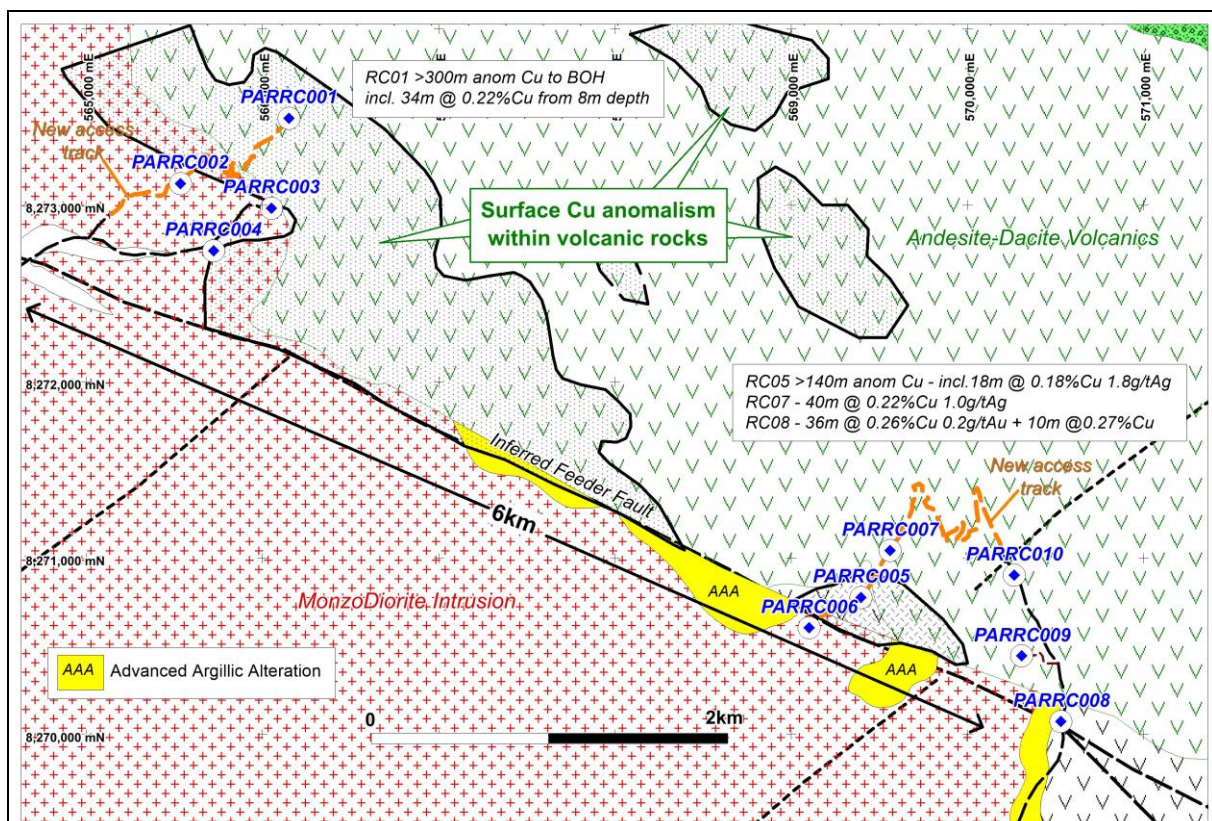 565,000 mE
569,000 mE
570,000 mE
571,000 mE
RC01 >300m anom Cu to BOH
incl. 34m @ 0.22%Cu from 8m depth
PARRC001
New access
track
PARRC002
PARRC003
8,273,000 mN
PARRC004
Surface Cu anomalism
within volcanic rocks
Andesite-Dacite Volcanics
8,272,000 mN
RC05 >140m anom Cu - incl.18m @ 0.18%Cu 1.8g/tAg
RC07 - 40m @ 0.22%Cu 1.0g/tAg
RC08 - 36m @ 0.26%Cu 0.2g/tAu + 10m @0.27%Cu
Inferred Feeder Fault
6km
New access
track
PARRC007
8,271,000 mN
PARRC010
PARRC005
AAA
PARRC006
MonzoDiorite Intrusion
PARRC009
AAA Advanced Argillic Alteration
AAA
PARRC008
0 2km
8,270,000 mN